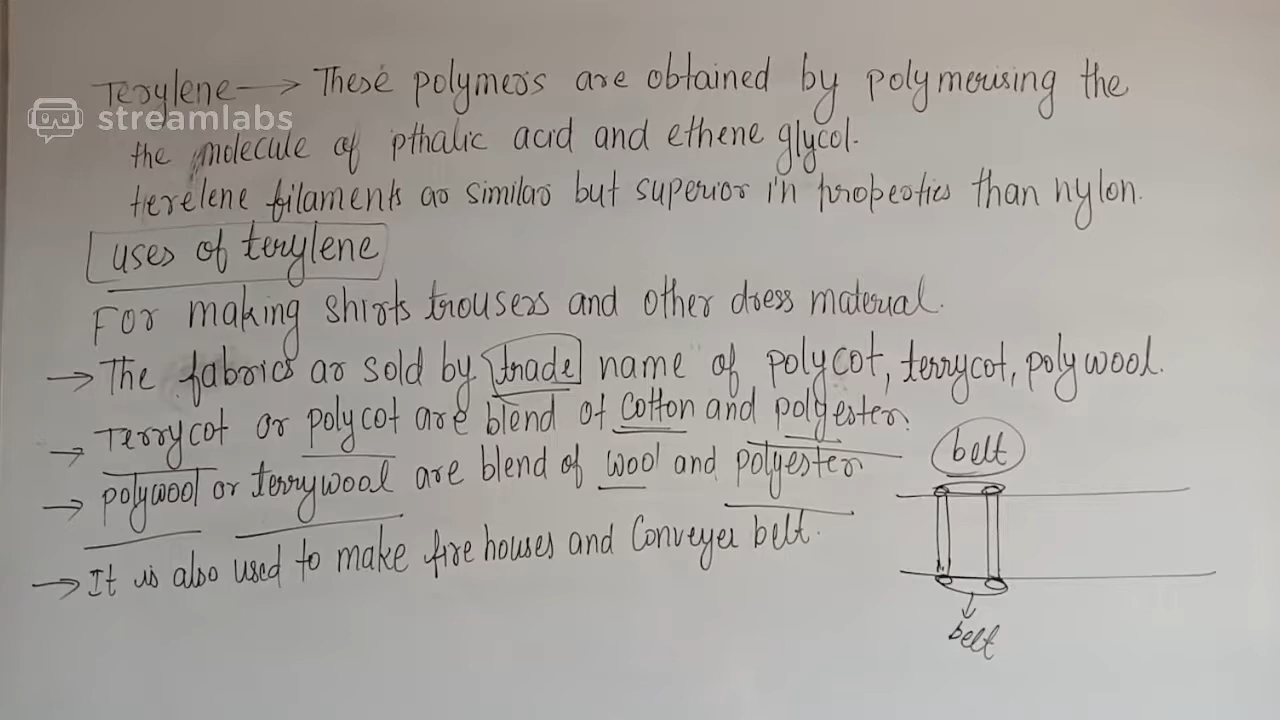 streamlabs
Terylene → These polymers are obtained by polymerising the
the molecule of pthalic acid and ethene glycol.
terelene filaments ar similar but superior in properties than nylon.
uses of terylene
For making shirts trousers and other dress material.
→ The fabrics ar sold by trade name of polycot, terrycot, polywool.
→ Terrycot or polycot are blend of cotton and polyester.
→ polywool or terrywool are blend of wool and polyester
→ It is also used to make fire houses and Conveyer belt.
belt
belt